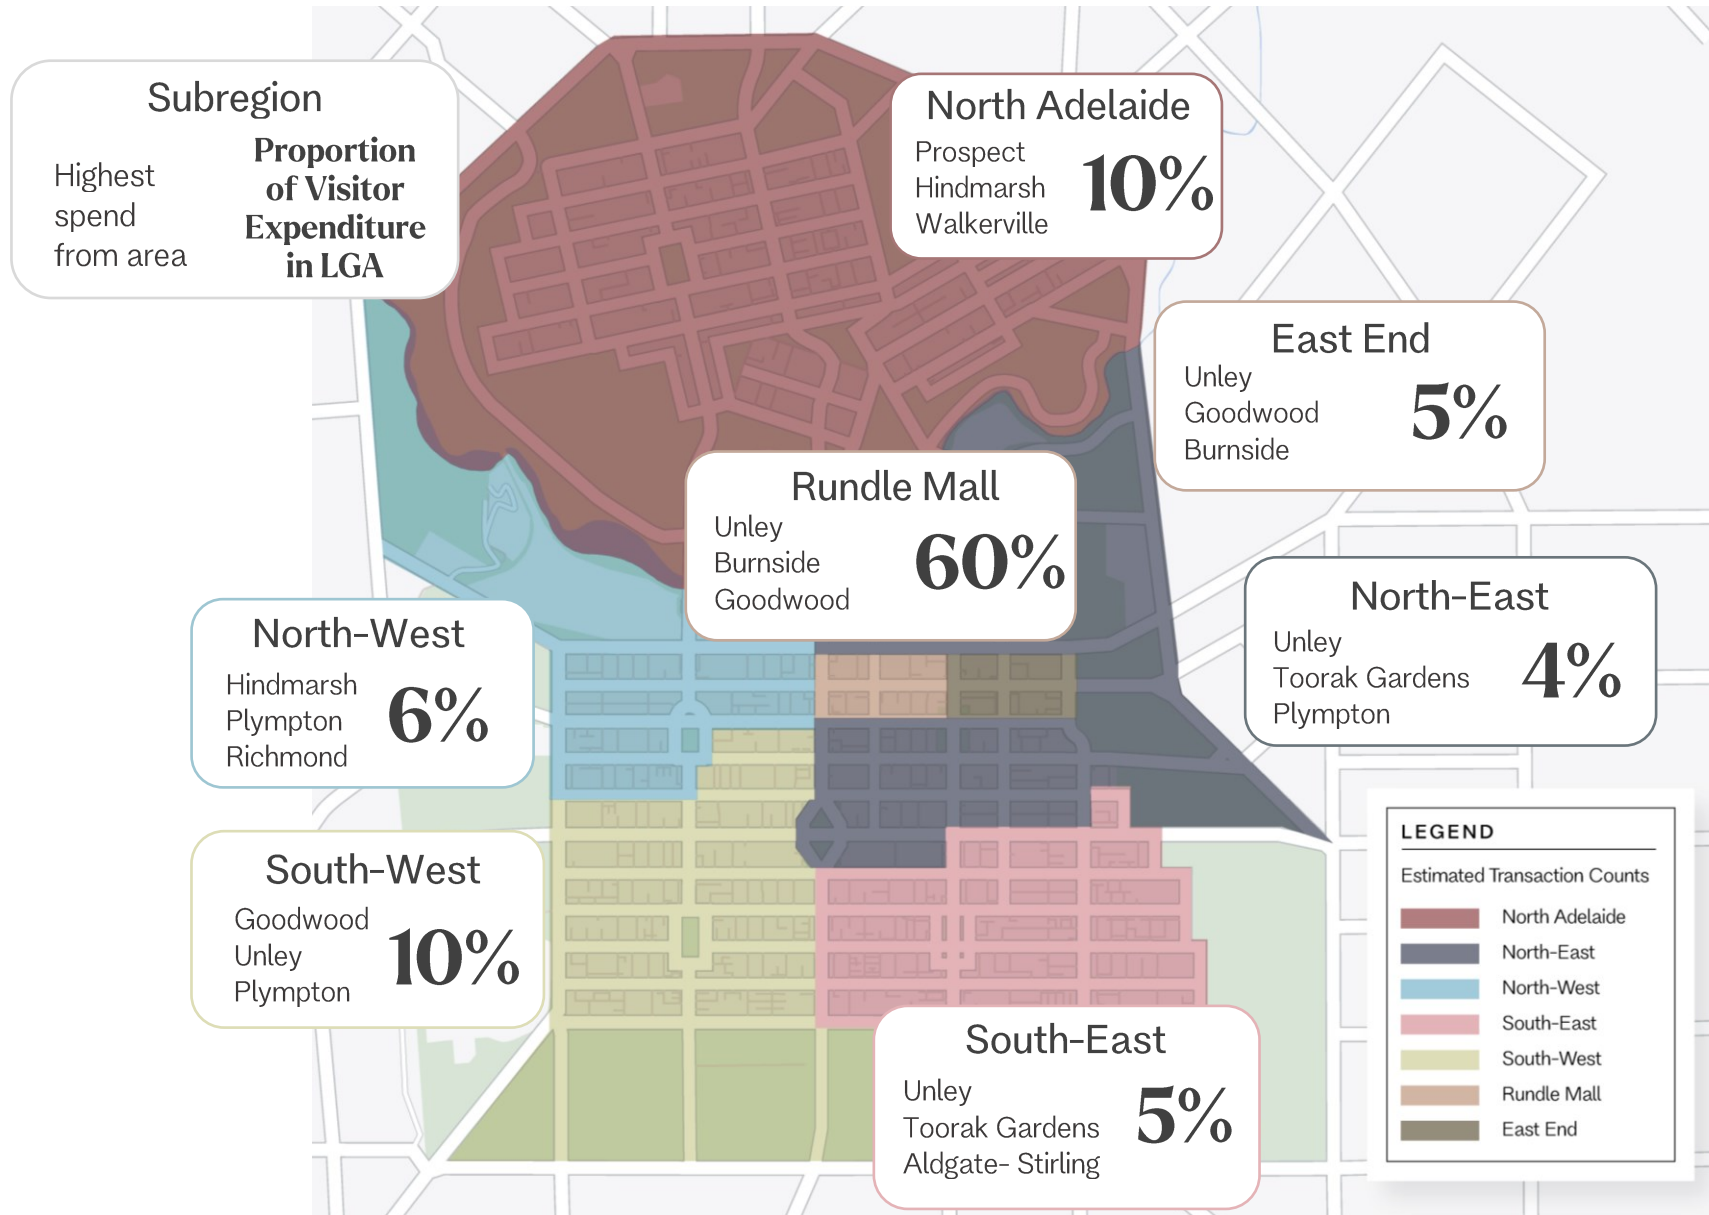 Subregion
Highest
spend
from area
Proportion
of Visitor
Expenditure
in LGA
North Adelaide
Prospect
Hindmarsh
Walkerville
10%
East End
Unley
Goodwood
Burnside
5%
Rundle Mall
Unley
Burnside
Goodwood
60%
North-East
Unley
Toorak Gardens
Plympton
4%
North-West
Hindmarsh
Plympton
Richmond
6%
South-West
Goodwood
Unley
Plympton
10%
South-East
Unley
Toorak Gardens
Aldgate- Stirling
5%
LEGEND
Estimated Transaction Counts
North Adelaide
North-East
North-West
South-East
South-West
Rundle Mall
East End